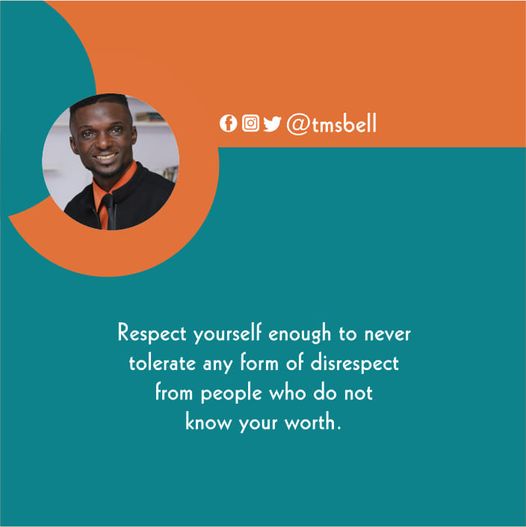 @tmsbell
Respect yourself enough to never
tolerate any form of disrespect
from people who do not
know your worth.